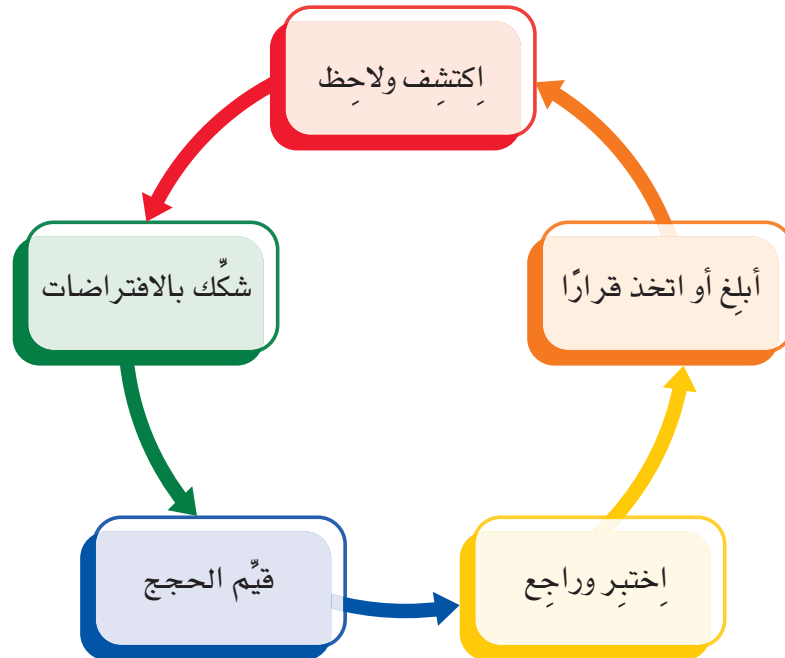 اِكتشِف ولاحِظ
شكِّك بالافتراضات
قيِّم الحجج
اِختبِر وراجِع
أبلِغ أو اتخذ قرارًا